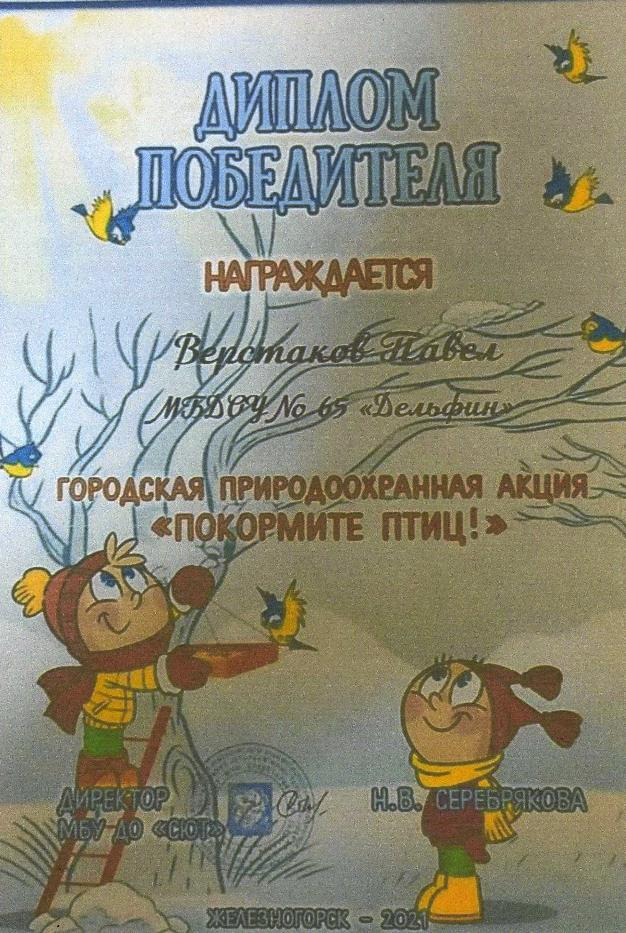 ДИПЛОМ
ПОБЕДИТЕЛЯ
НАГРАЖДАЕТСЯ
Верстаков Павел
МБДОУ № 65 «Дельфин»
ГОРОДСКАЯ ПРИРОДООХРАННАЯ АКЦИЯ
«ПОКОРМИТЕ ПТИЦ!»
ДИРЕКТОР Н.В. СЕРЕБРЯКОВА
МБУ ДО «СЮТ»
ЖЕЛЕЗНОГОРСК - 2021